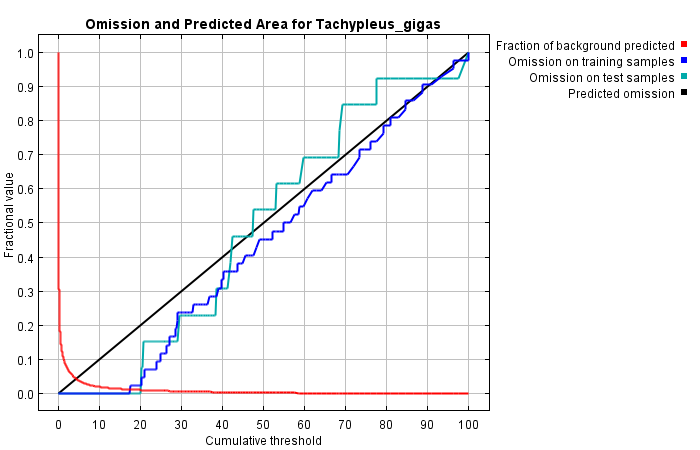 Omission and Predicted Area for Tachypleus_gigas
Fraction of background predicted
Omission on training samples
Omission on test samples
Predicted omission
Fractional value
1.0
0.9
0.8
0.7
0.6
0.5
0.4
0.3
0.2
0.1
0.0
0 10 20 30 40 50 60 70 80 90 100
Cumulative threshold